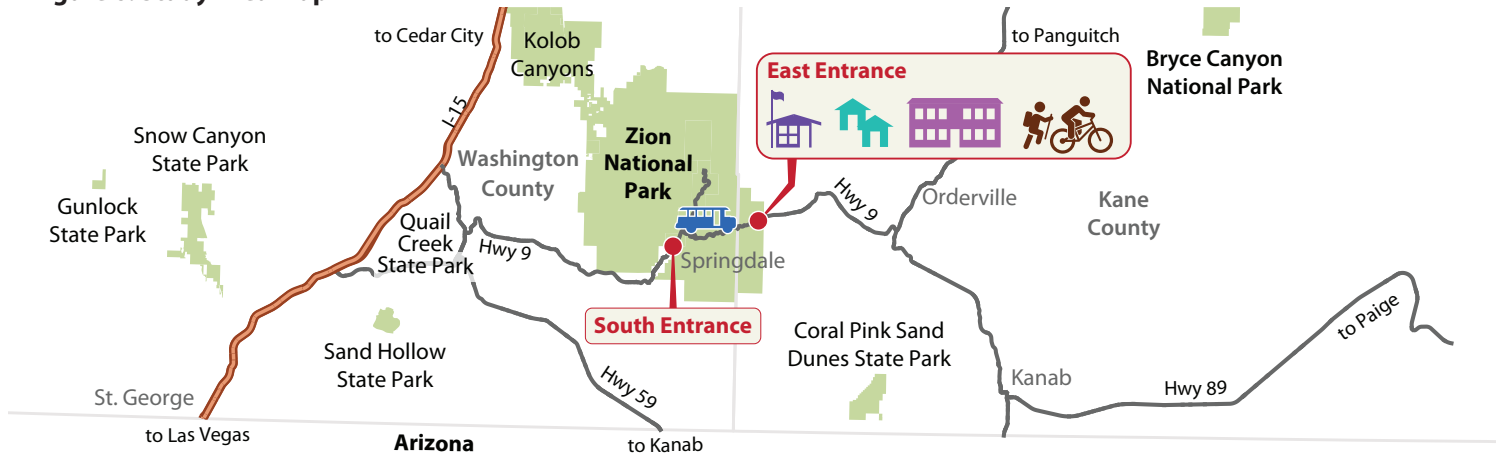 to Cedar City
Kolob
Canyons
to Panguitch
Bryce Canyon
National Park
East Entrance
I-15
Snow Canyon
State Park
Zion
National
Park
Washington
County
Gunlock
State Park
Hwy 9
Orderville
Kane
County
Quail
Creek
State Park
Hwy 9
Springdale
South Entrance
Coral Pink Sand
Dunes State Park
to Paige
Sand Hollow
State Park
Kanab
Hwy 89
Hwy 59
St. George
to Las Vegas
Arizona
to Kanab